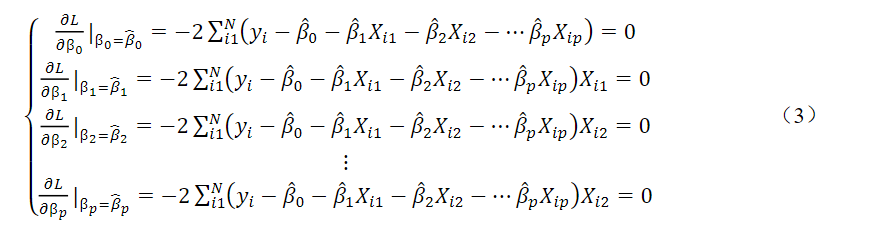 ∂L/∂β₀ |β₀=β̂₀ = −2 ∑ᵢ₁ᴺ(yᵢ − β̂₀ − β̂₁Xᵢ₁ − β̂₂Xᵢ₂ − ⋯ β̂ₚXᵢₚ) = 0
∂L/∂β₁ |β₁=β̂₁ = −2 ∑ᵢ₁ᴺ(yᵢ − β̂₀ − β̂₁Xᵢ₁ − β̂₂Xᵢ₂ − ⋯ β̂ₚXᵢₚ)Xᵢ₁ = 0
∂L/∂β₂ |β₂=β̂₂ = −2 ∑ᵢ₁ᴺ(yᵢ − β̂₀ − β̂₁Xᵢ₁ − β̂₂Xᵢ₂ − ⋯ β̂ₚXᵢₚ)Xᵢ₂ = 0
（3）
⋮
∂L/∂βₚ |βₚ=β̂ₚ = −2 ∑ᵢ₁ᴺ(yᵢ − β̂₀ − β̂₁Xᵢ₁ − β̂₂Xᵢ₂ − ⋯ β̂ₚXᵢₚ)Xᵢ₂ = 0